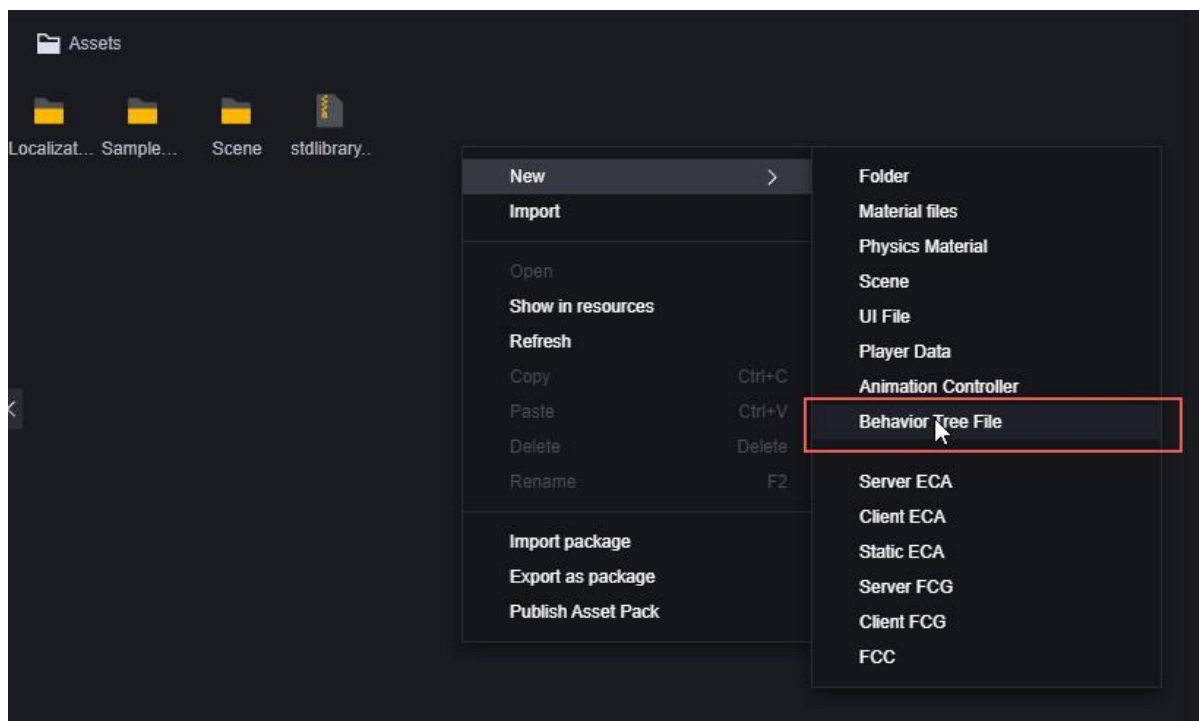 Assets
Localizat... Sample... Scene stdlibrary..
New
Import
Open
Show in resources
Refresh
Copy Ctrl+C
Paste Ctrl+V
Delete Delete
Rename F2
Import package
Export as package
Publish Asset Pack
Folder
Material files
Physics Material
Scene
UI File
Player Data
Animation Controller
Behavior Tree File
Server ECA
Client ECA
Static ECA
Server FCG
Client FCG
FCC